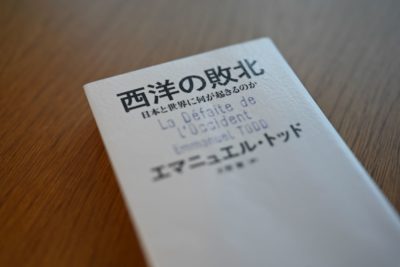 西洋の敗北
日本と世界に何が起きるのか
La Défaite de
l'Occident
Emmanuel TODD
エマニュエル・トッド